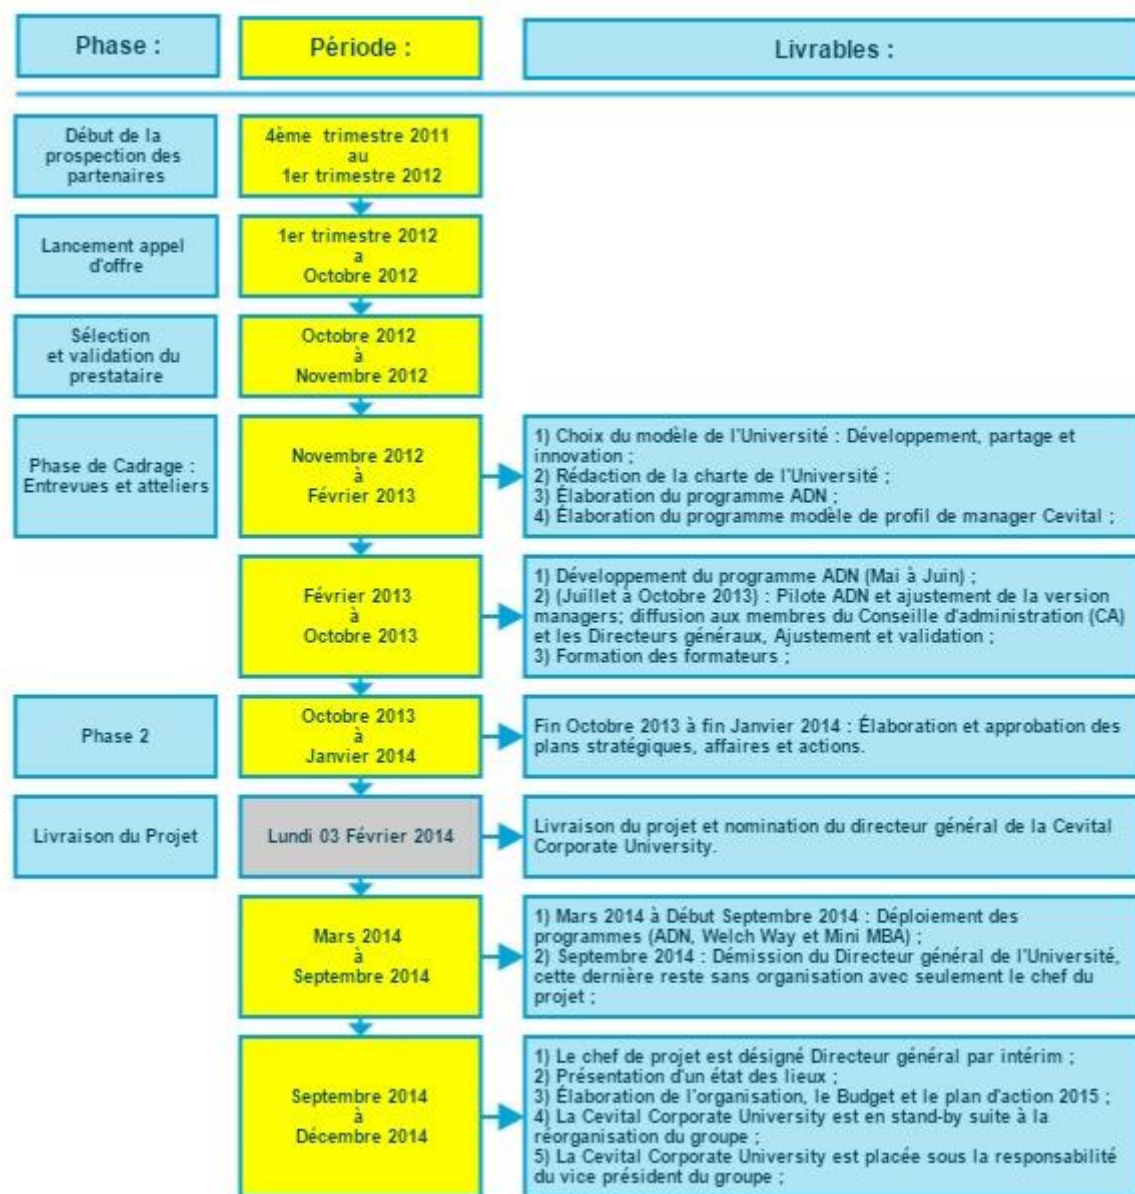 Phase :
Période :
Livrables :
Début de la
prospection des
partenaires
4ème trimestre 2011
au
1er trimestre 2012
Lancement appel
d'offre
1er trimestre 2012
a
Octobre 2012
Sélection
et validation du
prestataire
Octobre 2012
à
Novembre 2012
Phase de Cadrage :
Entrevues et atteliers
Novembre 2012
à
Février 2013
1) Choix du modèle de l'Université : Développement, partage et
innovation ;
2) Rédaction de la charte de l'Université ;
3) Élaboration du programme ADN ;
4) Élaboration du programme modèle de profil de manager Cevital ;
Février 2013
à
Octobre 2013
1) Développement du programme ADN (Mai à Juin) ;
2) (Juillet à Octobre 2013) : Pilote ADN et ajustement de la version
managers; diffusion aux membres du Conseille d'administration (CA)
et les Directeurs généraux, Ajustement et validation ;
3) Formation des formateurs ;
Phase 2
Octobre 2013
à
Janvier 2014
Fin Octobre 2013 à fin Janvier 2014 : Élaboration et approbation des
plans stratégiques, affaires et actions.
Livraison du Projet
Lundi 03 Février 2014
Livraison du projet et nomination du directeur général de la Cevital
Corporate University.
Mars 2014
à
Septembre 2014
1) Mars 2014 à Début Septembre 2014 : Déploiement des
programmes (ADN, Welch Way et Mini MBA) ;
2) Septembre 2014 : Démission du Directeur général de l'Université,
cette dernière reste sans organisation avec seulement le chef du
projet ;
Septembre 2014
à
Décembre 2014
1) Le chef de projet est désigné Directeur général par intérim ;
2) Présentation d'un état des lieux ;
3) Élaboration de l'organisation, le Budget et le plan d'action 2015 ;
4) La Cevital Corporate University est en stand-by suite à la
réorganisation du groupe ;
5) La Cevital Corporate University est placée sous la responsabilité
du vice président du groupe ;